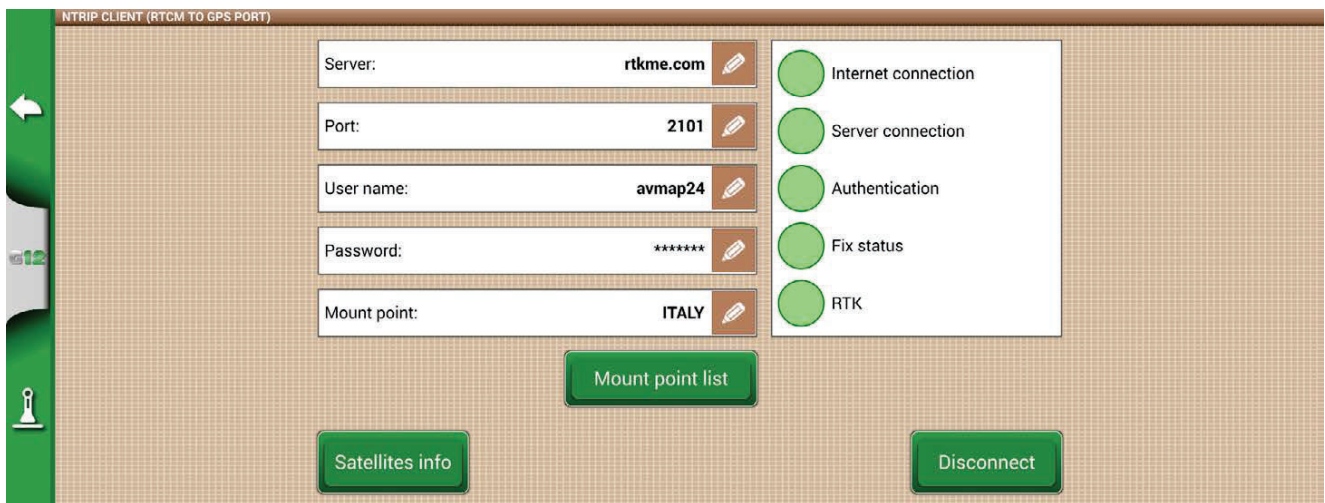 NTRIP CLIENT (RTCM TO GPS PORT)
Server: rtkme.com
Port: 2101
User name: avmap24
Password: *******
Mount point: ITALY
Internet connection
Server connection
Authentication
Fix status
RTK
G12
Mount point list
Satellites info
Disconnect